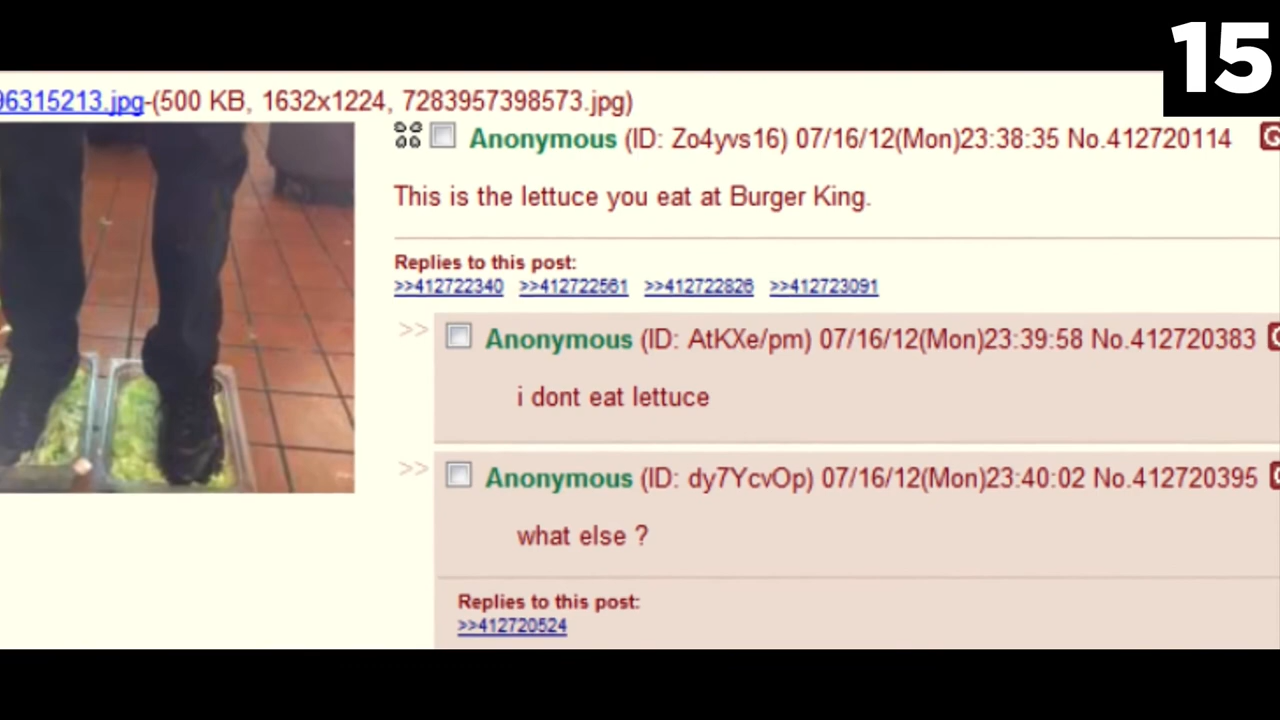 15
96315213.jpg-(500 KB, 1632x1224, 7283957398573.jpg)
Anonymous (ID: Zo4yvs16) 07/16/12(Mon)23:38:35 No.412720114
This is the lettuce you eat at Burger King.
Replies to this post:
>>412722340 >>412722561 >>412722826 >>412723091
>> Anonymous (ID: AtKXe/pm) 07/16/12(Mon)23:39:58 No.412720383
i dont eat lettuce
>> Anonymous (ID: dy7YcvOp) 07/16/12(Mon)23:40:02 No.412720395
what else ?
Replies to this post:
>>412720524